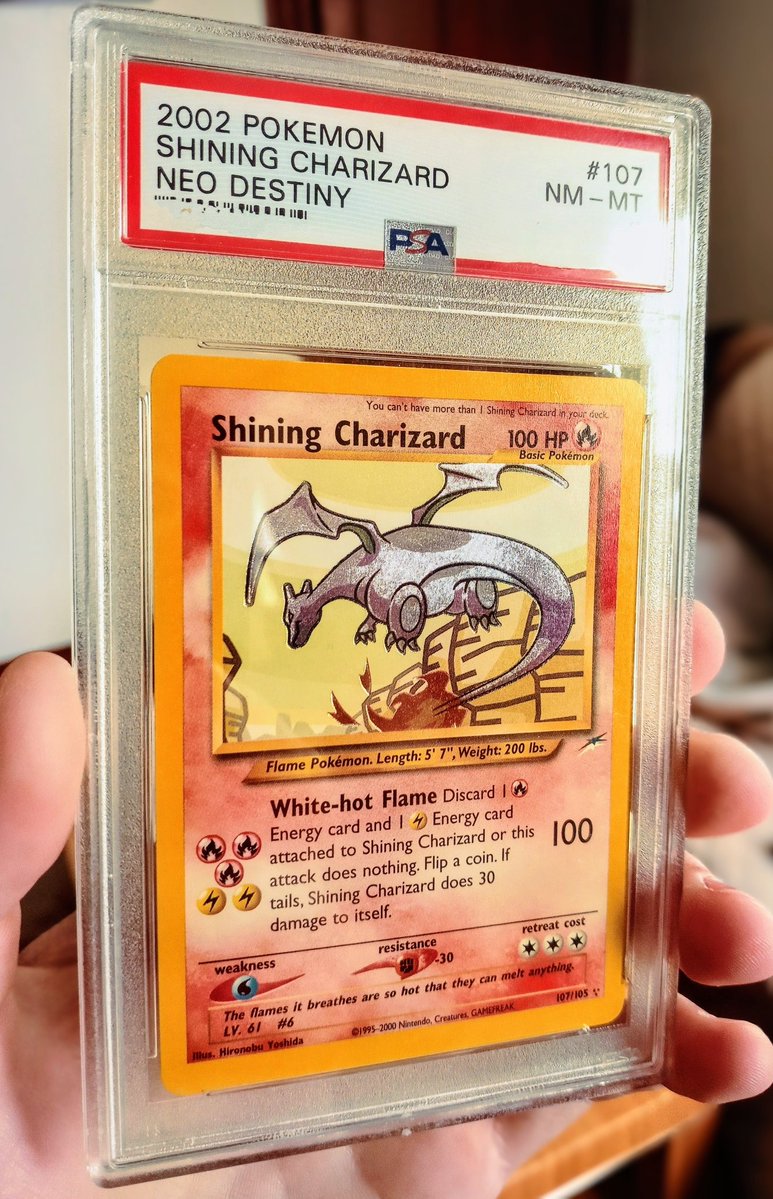 2002 POKEMON #107
SHINING CHARIZARD NM - MT
NEO DESTINY
PSA
You can't have more than 1 Shining Charizard in your deck.
Shining Charizard 100 HP
Basic Pokémon
Flame Pokémon. Length: 5' 7", Weight: 200 lbs.
White-hot Flame Discard 1
Energy card and 1 Energy card
attached to Shining Charizard or this
attack does nothing. Flip a coin. If
tails, Shining Charizard does 30
damage to itself.
100
weakness resistance retreat cost
-30
The flames it breathes are so hot that they can melt anything.
LV. 61 #6
107/105
Illus. Hironobu Yoshida ©1995-2000 Nintendo, Creatures, GAMEFREAK.